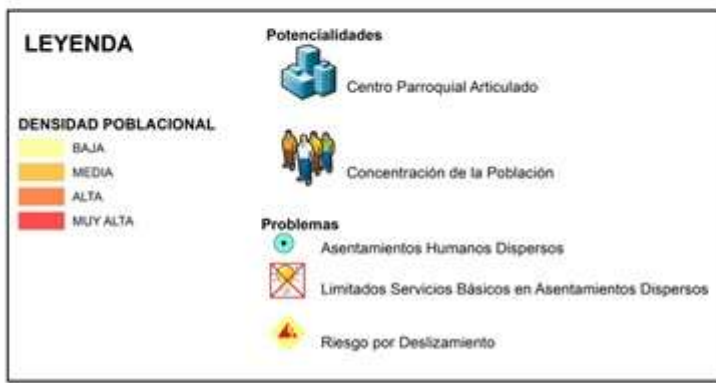 LEYENDA
DENSIDAD POBLACIONAL
BAJA
MEDIA
ALTA
MUY ALTA
Potencialidades
Centro Parroquial Articulado
Concentración de la Población
Problemas
Asentamientos Humanos Dispersos
Limitados Servicios Básicos en Asentamientos Dispersos
Riesgo por Deslizamiento